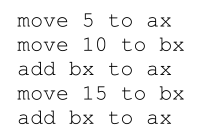 move 5 to ax
move 10 to bx
add bx to ax
move 15 to bx
add bx to ax